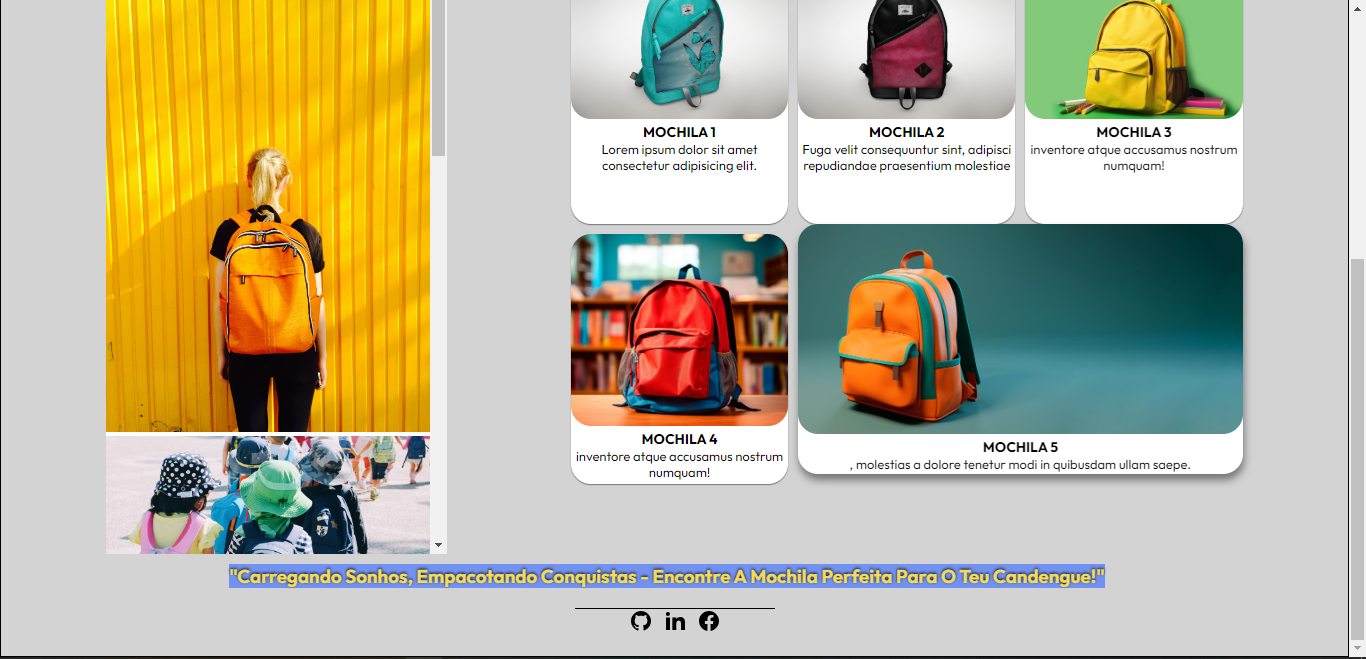 MOCHILA 1
Lorem ipsum dolor sit amet
consectetur adipisicing elit.
MOCHILA 2
Fuga velit consequuntur sint, adipisci
repudiandae praesentium molestiae
MOCHILA 3
inventore atque accusamus nostrum
numquam!
MOCHILA 4
inventore atque accusamus nostrum
numquam!
MOCHILA 5
, molestias a dolore tenetur modi in quibusdam ullam saepe.
"Carregando Sonhos, Empacotando Conquistas - Encontre A Mochila Perfeita Para O Teu Candengue!"